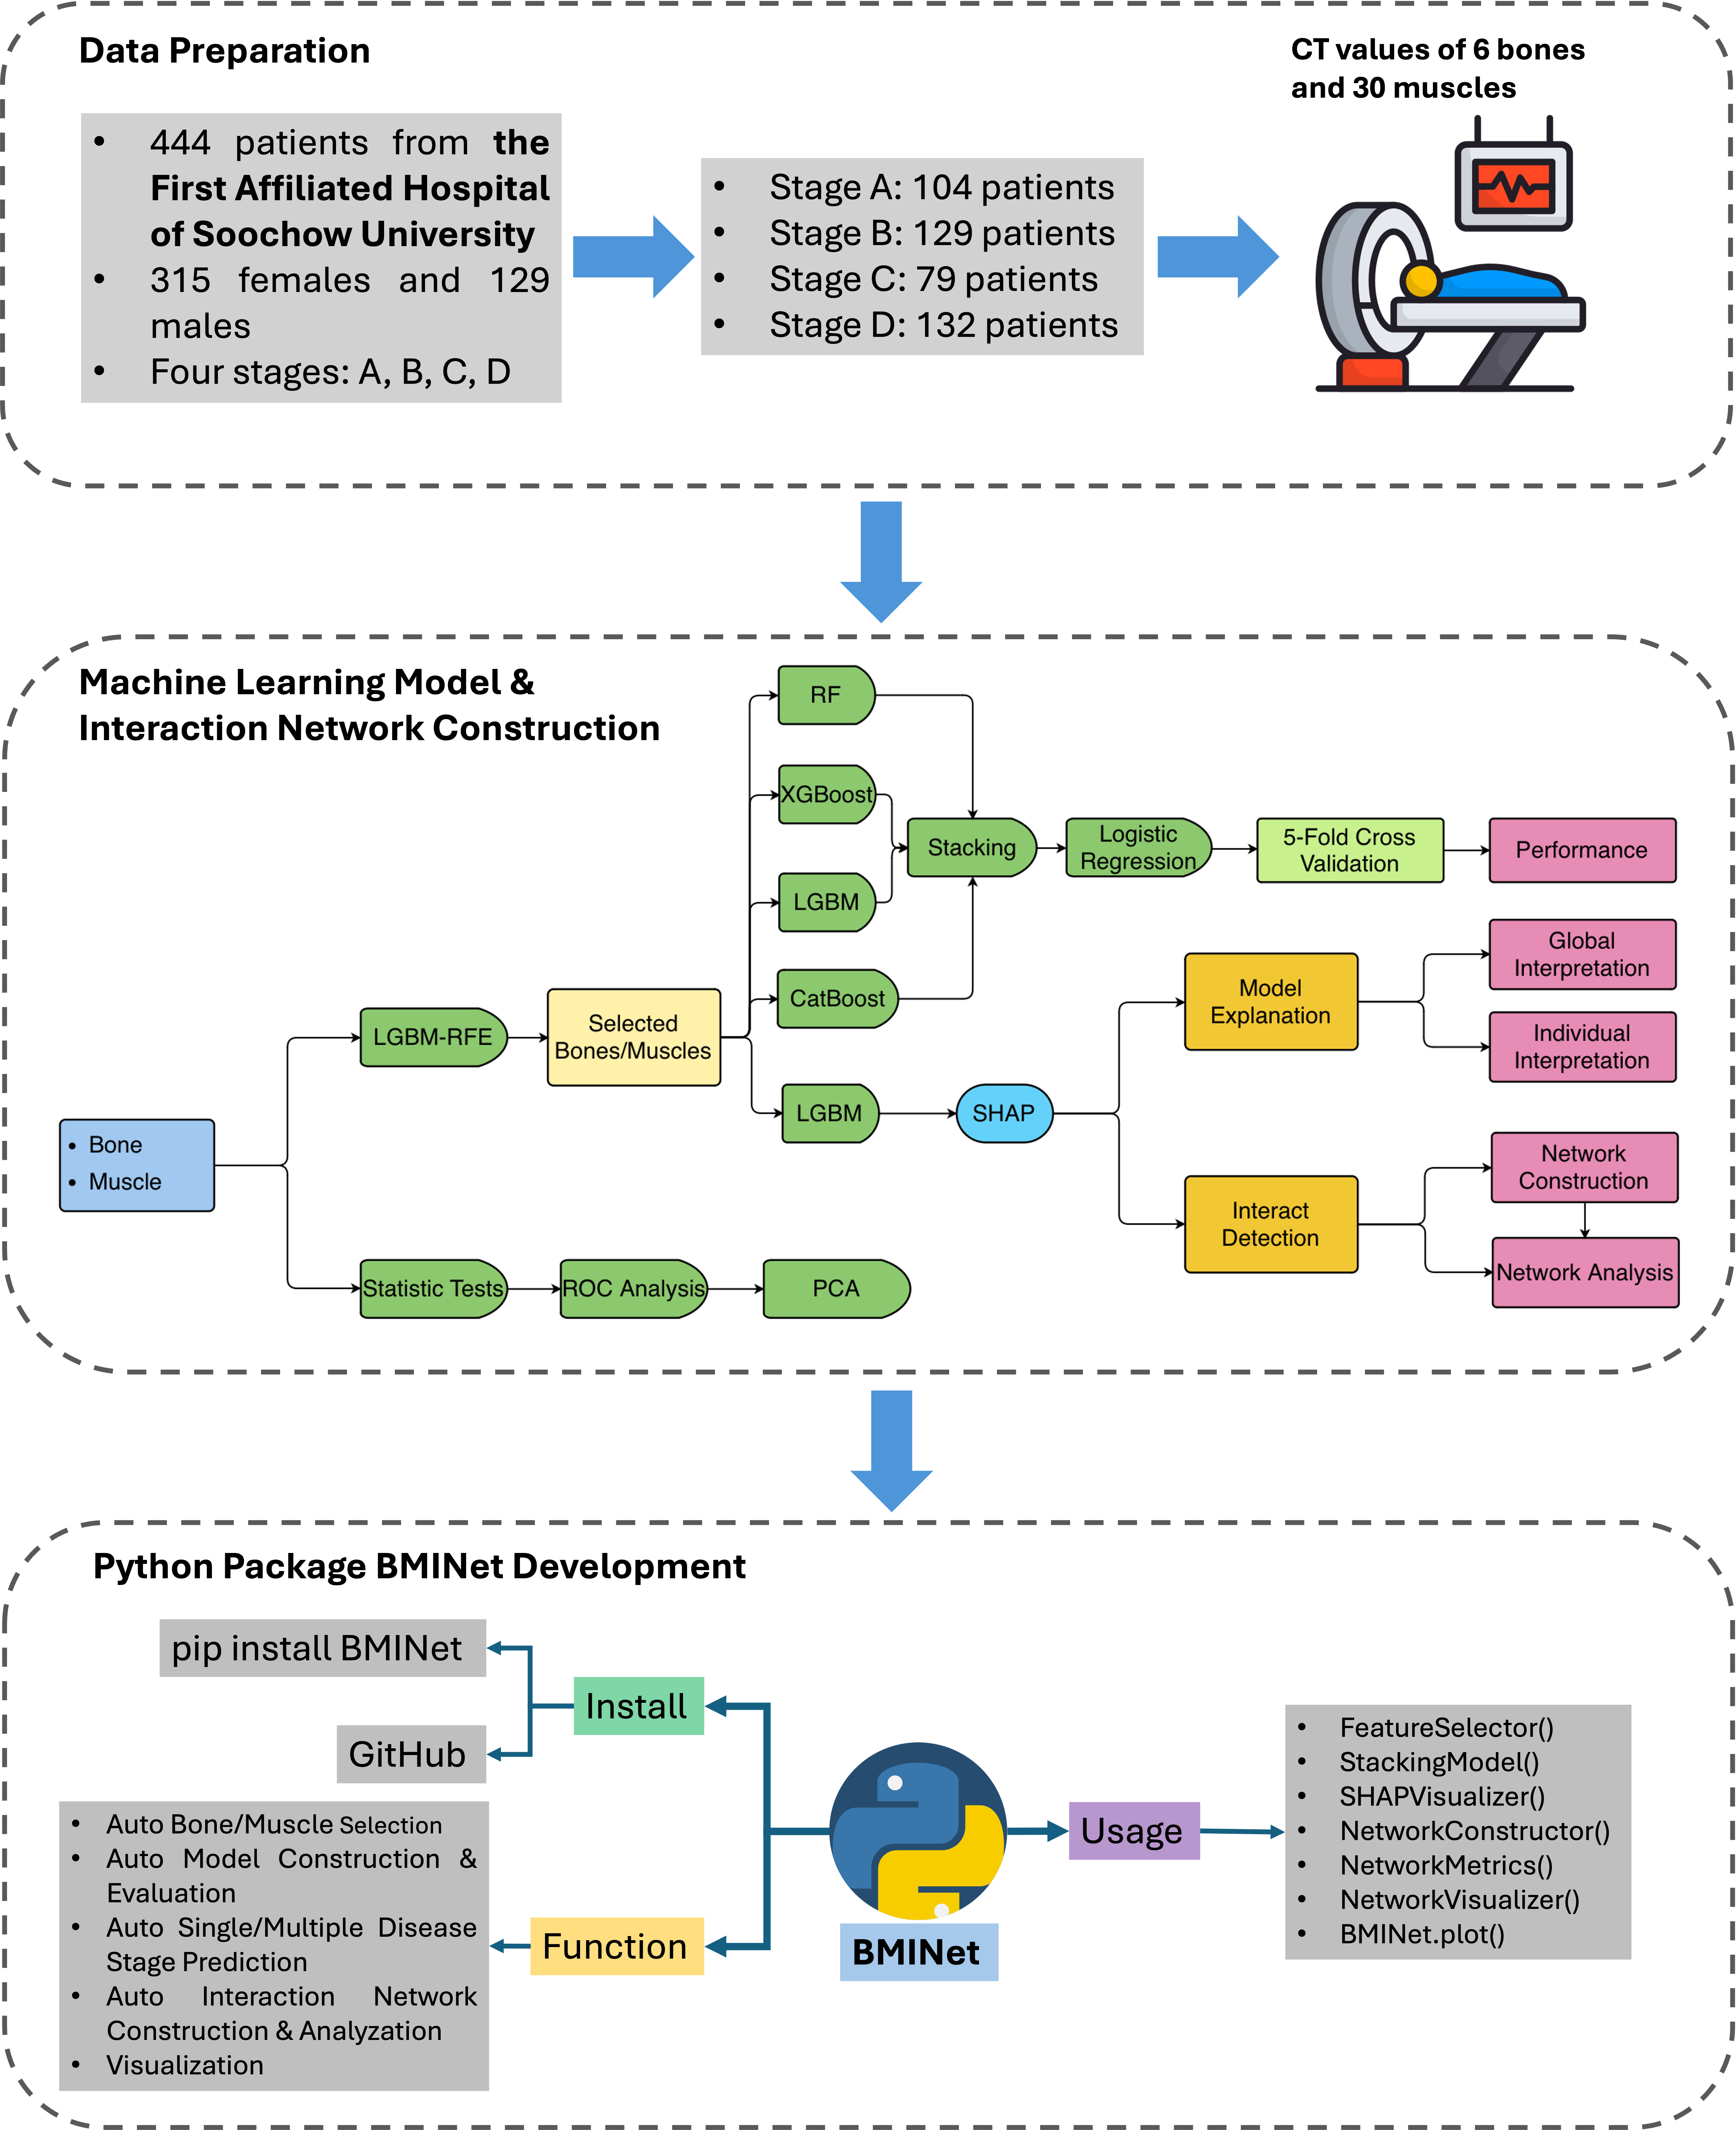 Data Preparation
CT values of 6 bones
and 30 muscles
• 444 patients from the
First Affiliated Hospital
of Soochow University
• 315 females and 129
males
• Four stages: A, B, C, D
• Stage A: 104 patients
• Stage B: 129 patients
• Stage C: 79 patients
• Stage D: 132 patients
Machine Learning Model &
Interaction Network Construction
RF
XGBoost
LGBM
CatBoost
Stacking
Logistic
Regression
5-Fold Cross
Validation
Performance
• Bone
• Muscle
LGBM-RFE
Selected
Bones/Muscles
LGBM
SHAP
Model
Explanation
Global
Interpretation
Individual
Interpretation
Interact
Detection
Network
Construction
Network Analysis
Statistic Tests
ROC Analysis
PCA
Python Package BMINet Development
pip install BMINet
GitHub
Install
• Auto Bone/Muscle Selection
• Auto Model Construction &
Evaluation
• Auto Single/Multiple Disease
Stage Prediction
• Auto Interaction Network
Construction & Analyzation
• Visualization
Function
BMINet
Usage
• FeatureSelector()
• StackingModel()
• SHAPVisualizer()
• NetworkConstructor()
• NetworkMetrics()
• NetworkVisualizer()
• BMINet.plot()